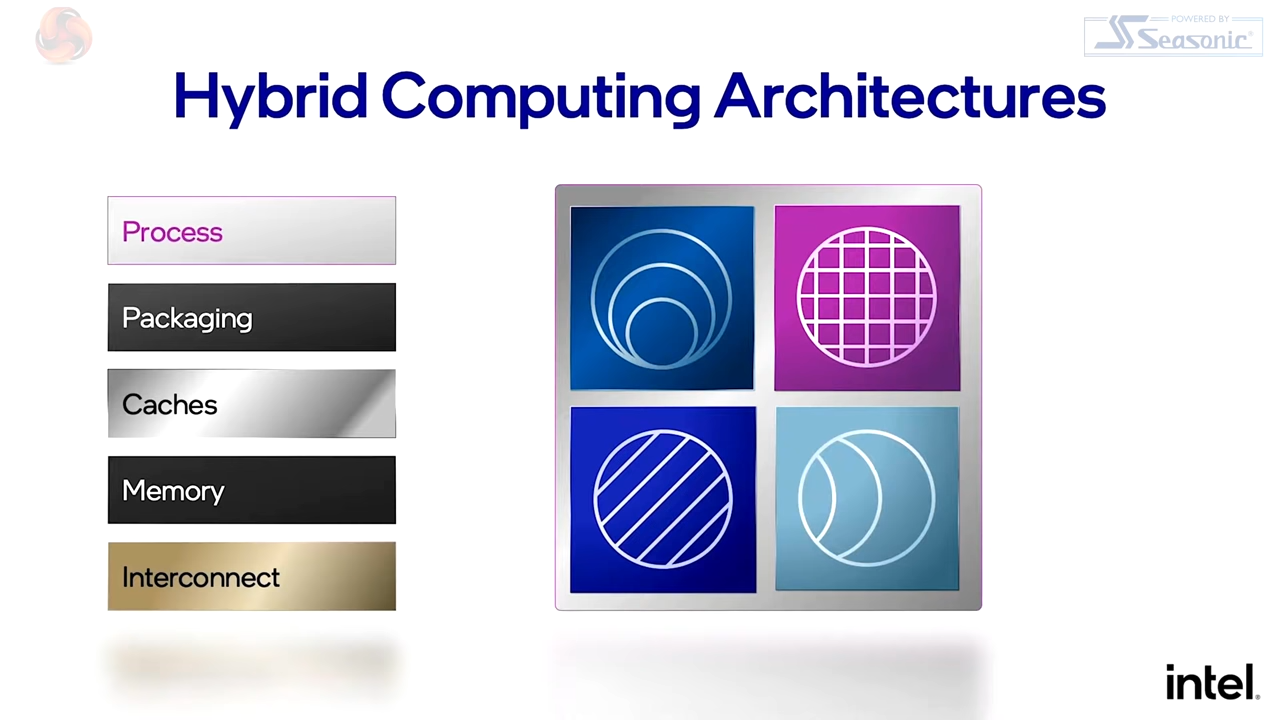 POWERED BY
Seasonic
Hybrid Computing Architectures
Process
Packaging
Caches
Memory
Interconnect
intel.